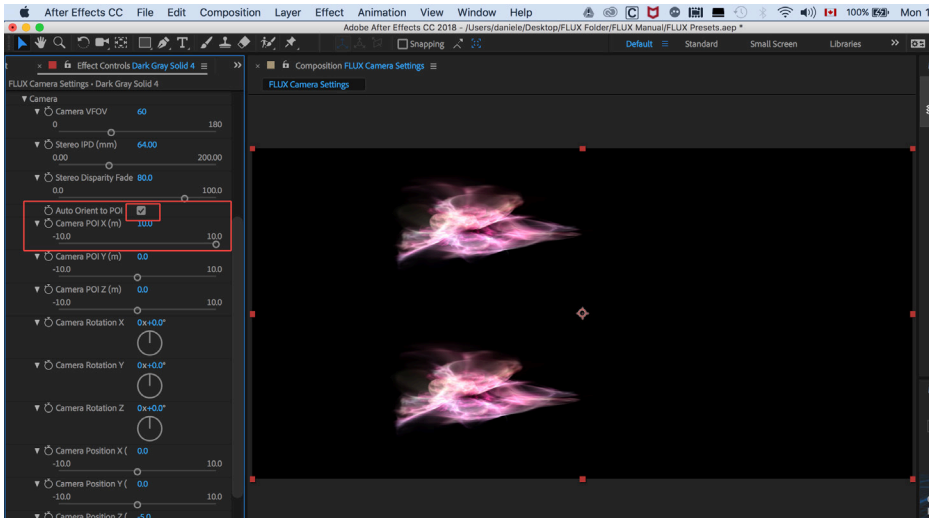 After Effects CC File Edit Composition Layer Effect Animation View Window Help 100% Mon 1
Adobe After Effects CC 2018 - /Users/daniele/Desktop/FLUX Folder/FLUX Manual/FLUX Presets.aep *
Snapping Default Standard Small Screen Libraries
t × Effect Controls Dark Gray Solid 4 × Composition FLUX Camera Settings
FLUX Camera Settings • Dark Gray Solid 4 FLUX Camera Settings
Camera
Camera VFOV 60
0 180
Stereo IPD (mm) 64.00
0.00 200.00
Stereo Disparity Fade 80.0
0.0 100.0
Auto Orient to POI
Camera POI X (m) 10.0
-10.0 10.0
Camera POI Y (m) 0.0
-10.0 10.0
Camera POI Z (m) 0.0
-10.0 10.0
Camera Rotation X 0x+0.0°
Camera Rotation Y 0x+0.0°
Camera Rotation Z 0x+0.0°
Camera Position X ( 0.0
-10.0 10.0
Camera Position Y ( 0.0
-10.0 10.0
Camera Position Z ( -5.0